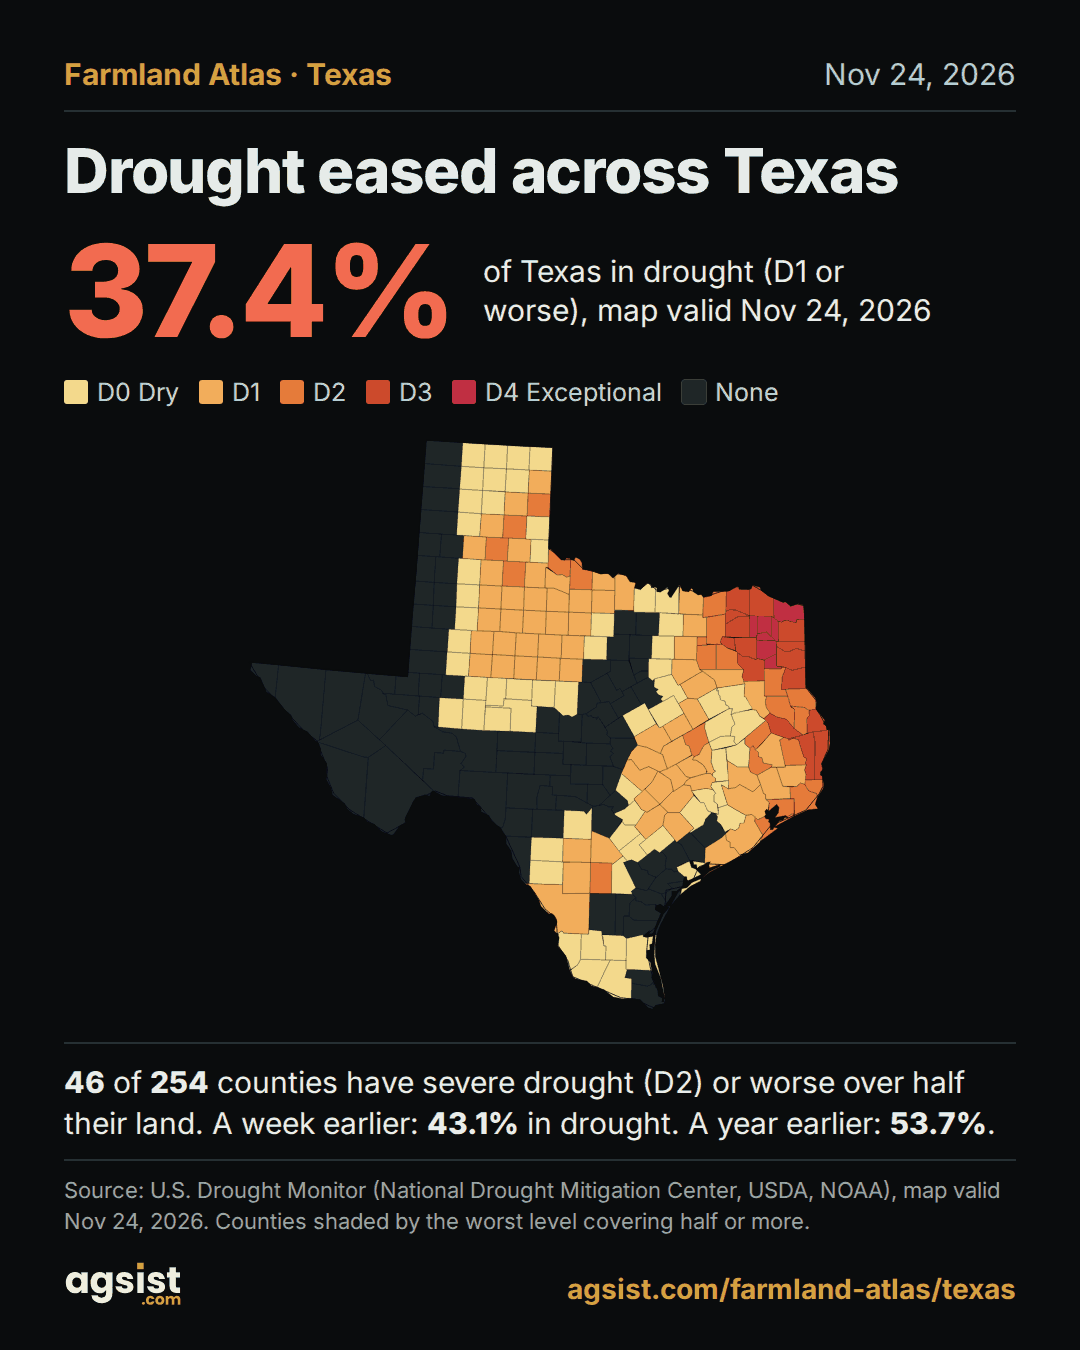 Farmland Atlas · Texas
Nov 24, 2026
Drought eased across Texas
37.4%
of Texas in drought (D1 or
worse), map valid Nov 24, 2026
D0 Dry D1 D2 D3 D4 Exceptional None
46 of 254 counties have severe drought (D2) or worse over half
their land. A week earlier: 43.1% in drought. A year earlier: 53.7%.
Source: U.S. Drought Monitor (National Drought Mitigation Center, USDA, NOAA), map valid
Nov 24, 2026. Counties shaded by the worst level covering half or more.
agsist
.com
agsist.com/farmland-atlas/texas